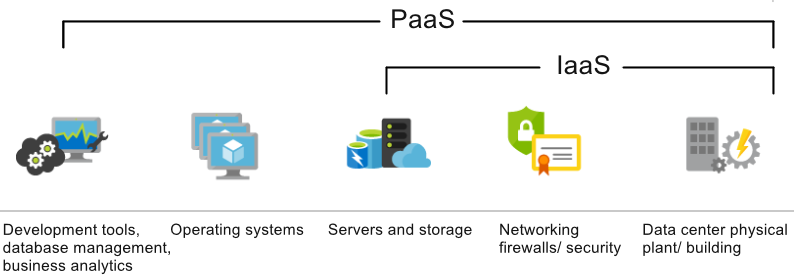 PaaS
IaaS
Development tools,
database management,
business analytics
Operating systems
Servers and storage
Networking
firewalls/ security
Data center physical
plant/ building